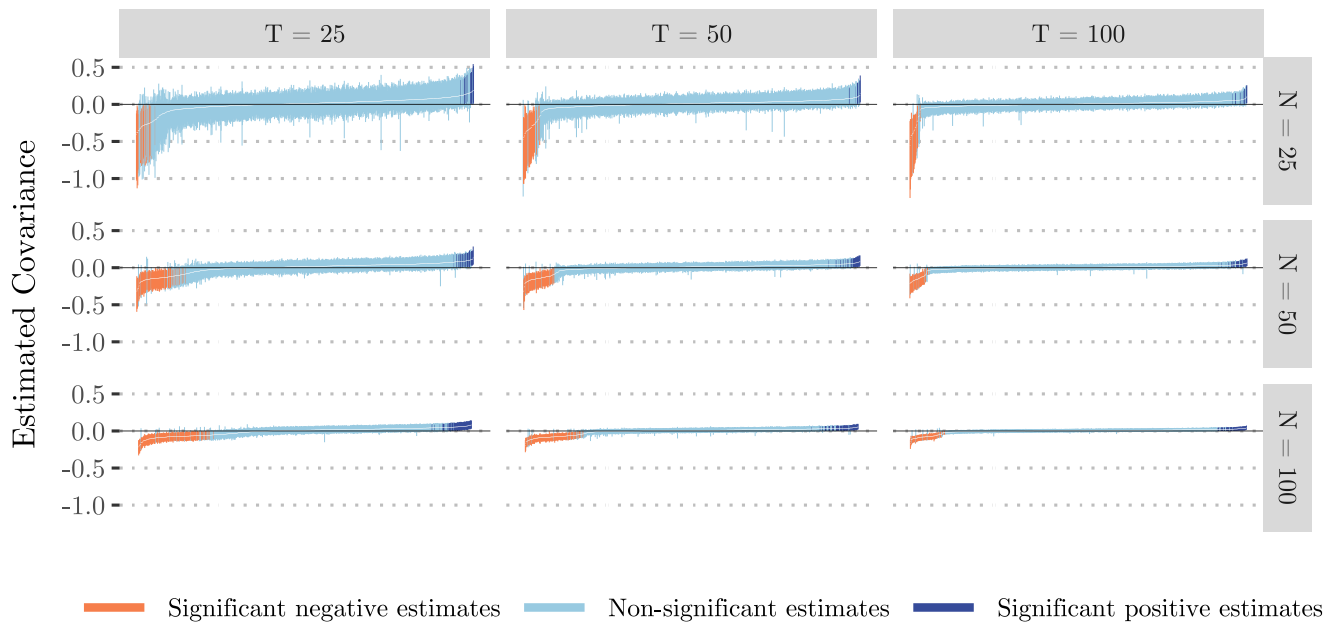 T = 25
T = 50
T = 100
Estimated Covariance
0.5
0.0
-0.5
-1.0
N = 25
0.5
0.0
-0.5
-1.0
N = 50
0.5
0.0
-0.5
-1.0
N = 100
Significant negative estimates
Non-significant estimates
Significant positive estimates